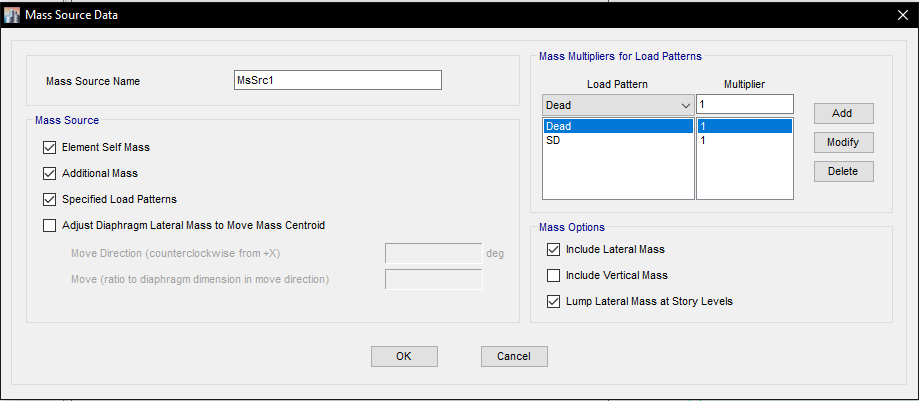 Mass Source Data
Mass Source Name
MsSrc1
Mass Source
Element Self Mass
Additional Mass
Specified Load Patterns
Adjust Diaphragm Lateral Mass to Move Mass Centroid
Move Direction (counterclockwise from +X)
deg
Move (ratio to diaphragm dimension in move direction)
Mass Multipliers for Load Patterns
Load Pattern Multiplier
Dead 1
Dead 1
SD 1
Add
Modify
Delete
Mass Options
Include Lateral Mass
Include Vertical Mass
Lump Lateral Mass at Story Levels
OK Cancel